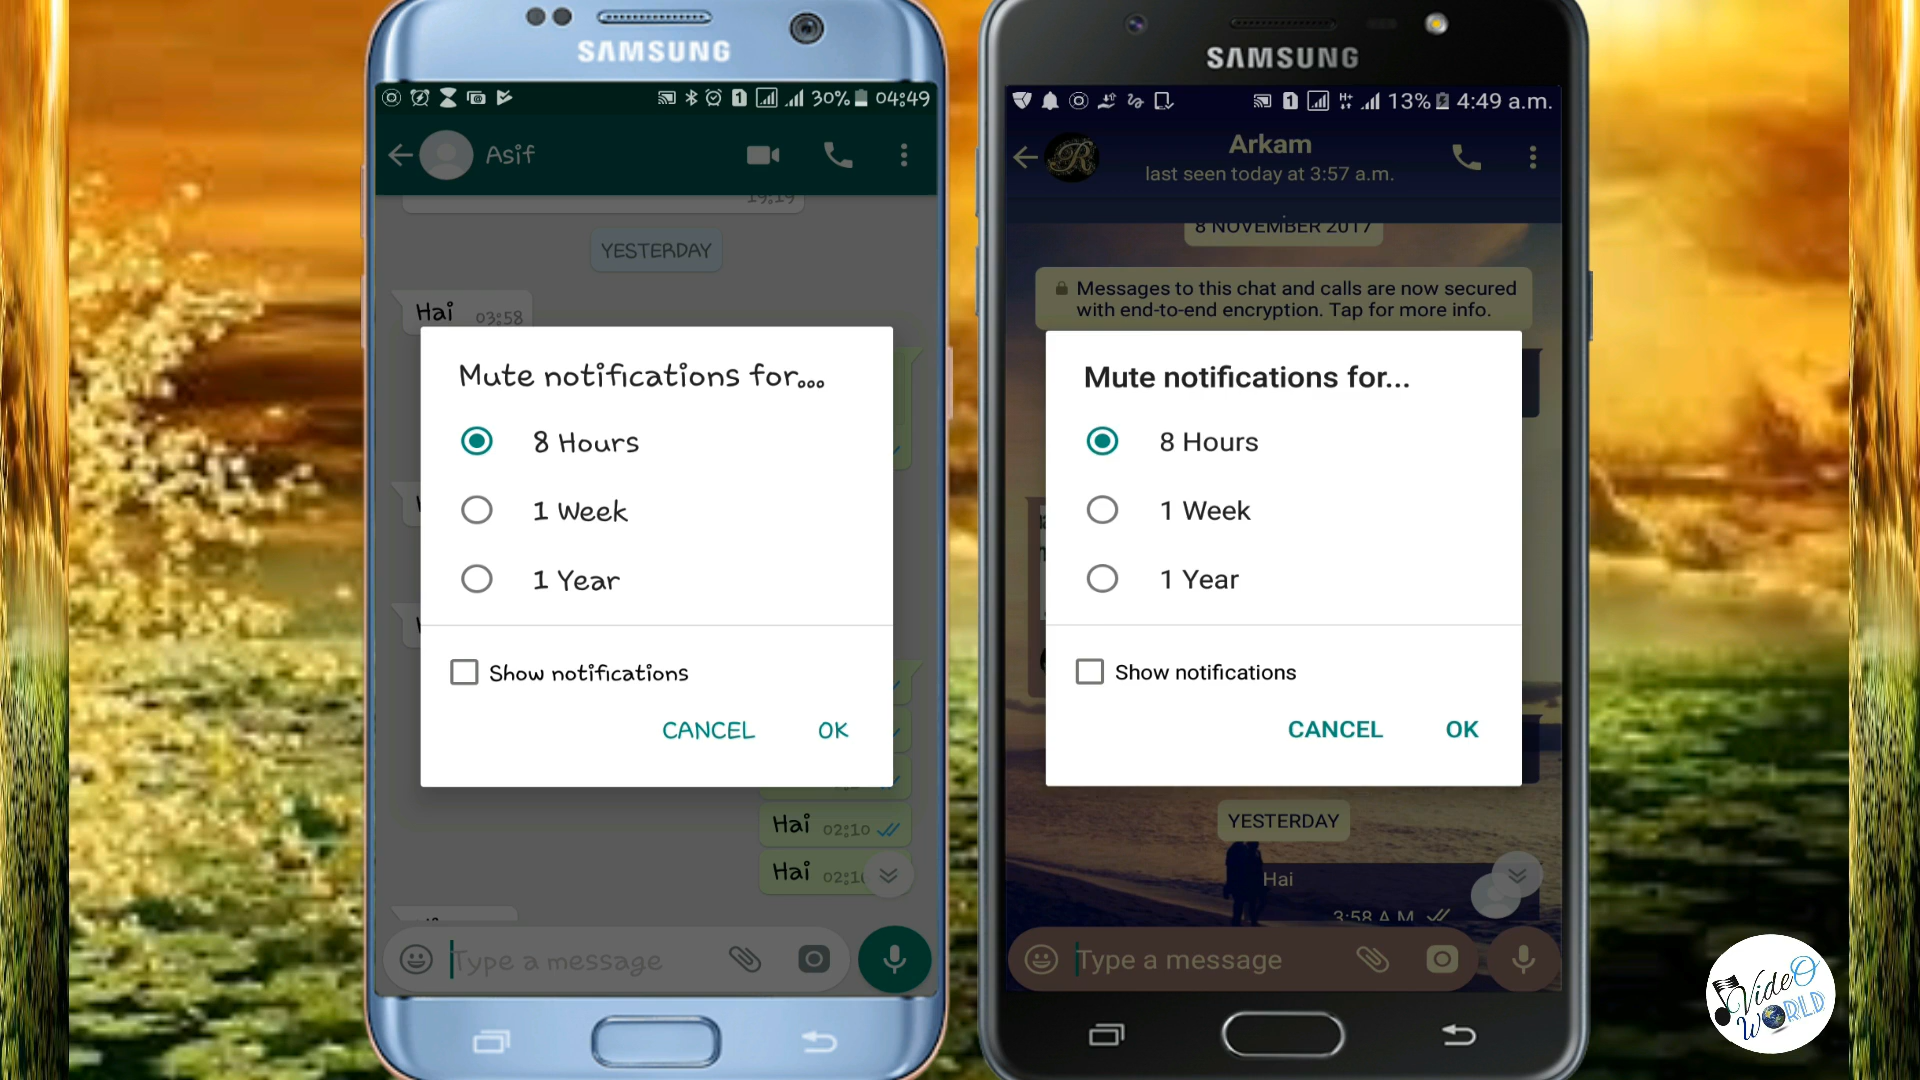 SAMSUNG
1 30% 04:49
Asif
19:19
YESTERDAY
Hai 03:58
Mute notifications for...
8 Hours
1 Week
1 Year
Show notifications
CANCEL OK
Hai 02:10
Hai
Type a message
SAMSUNG
1 H+ 13% 4:49 a.m.
R
Arkam
last seen today at 3:57 a.m.
8 NOVEMBER 2017
Messages to this chat and calls are now secured
with end-to-end encryption. Tap for more info.
Mute notifications for...
8 Hours
1 Week
1 Year
Show notifications
CANCEL OK
YESTERDAY
Hai
3:58 A.M.
Type a message
VideO
WORLD